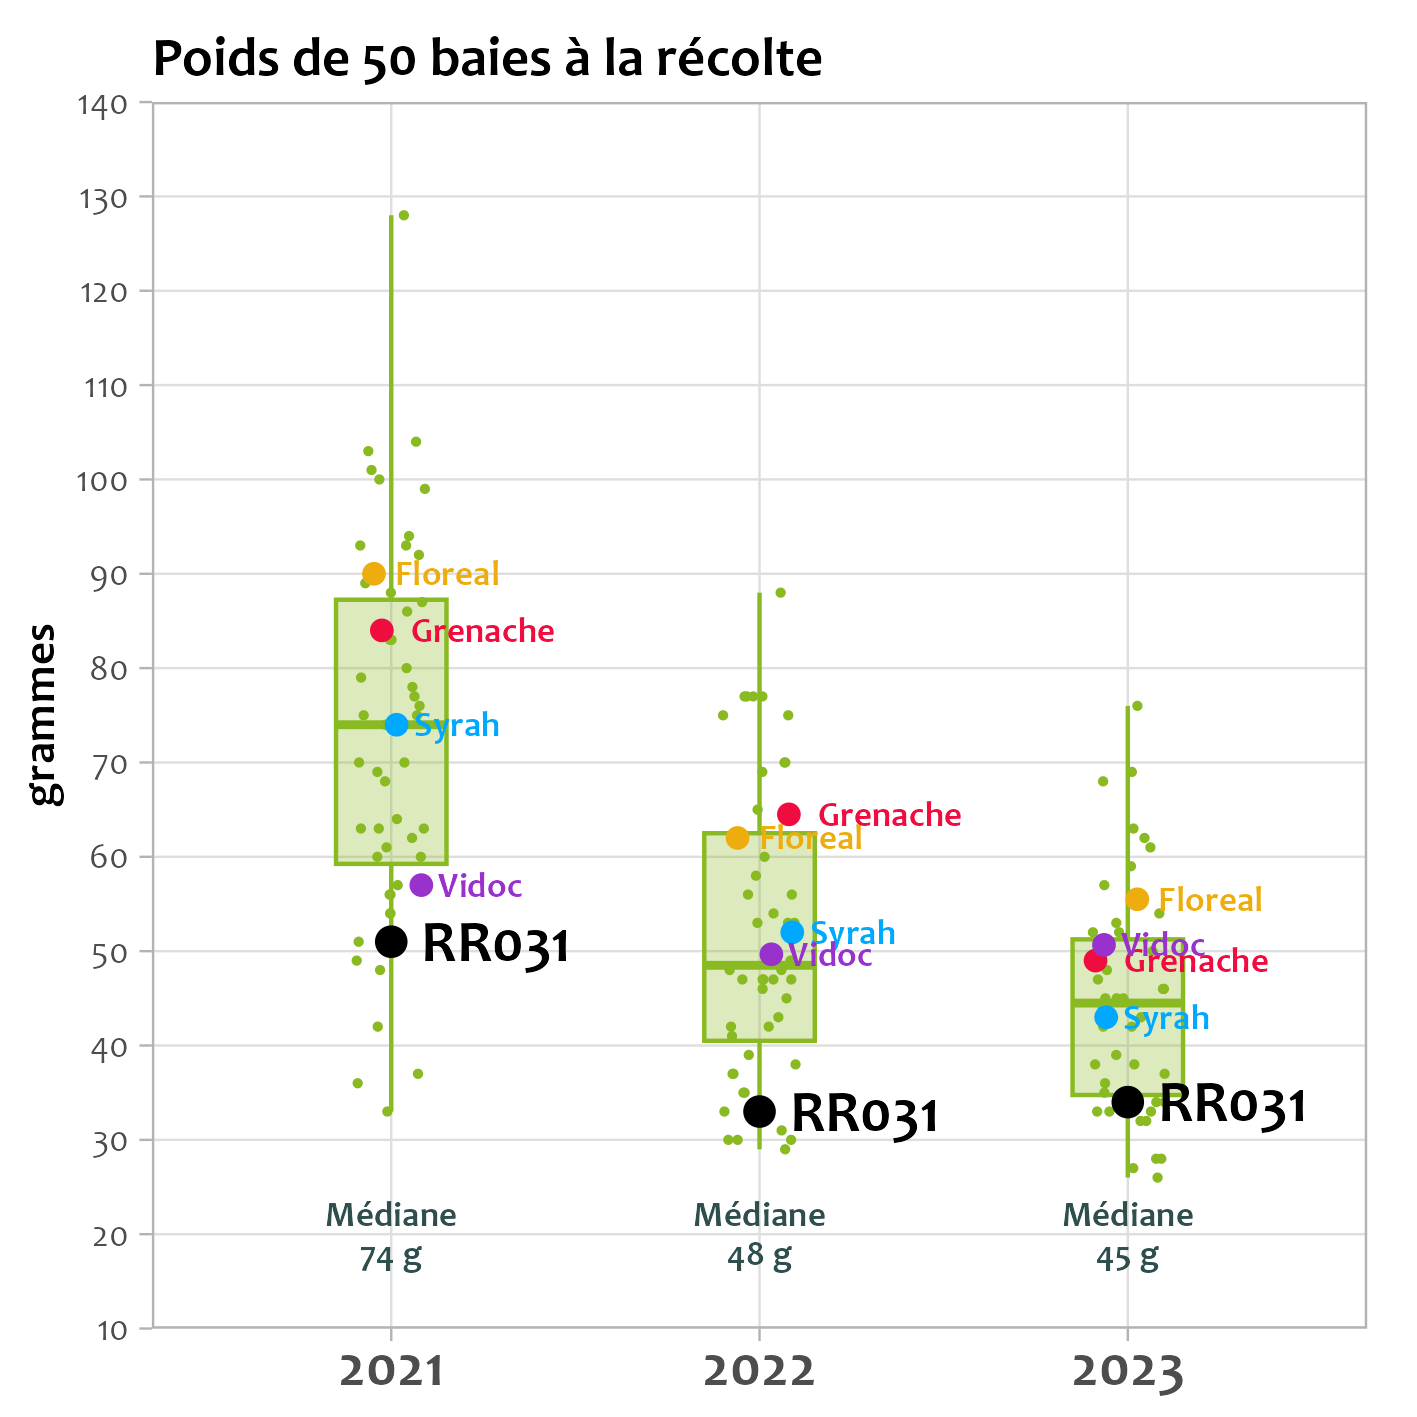 Poids de 50 baies à la récolte
grammes
140
130
120
110
100
90
80
70
60
50
40
30
20
10
Floreal
Grenache
Syrah
Vidoc
RR031
Médiane
74 g
Grenache
Floreal
Syrah
Vidoc
RR031
Médiane
48 g
Floreal
Vidoc
Grenache
Syrah
RR031
Médiane
45 g
2021 2022 2023